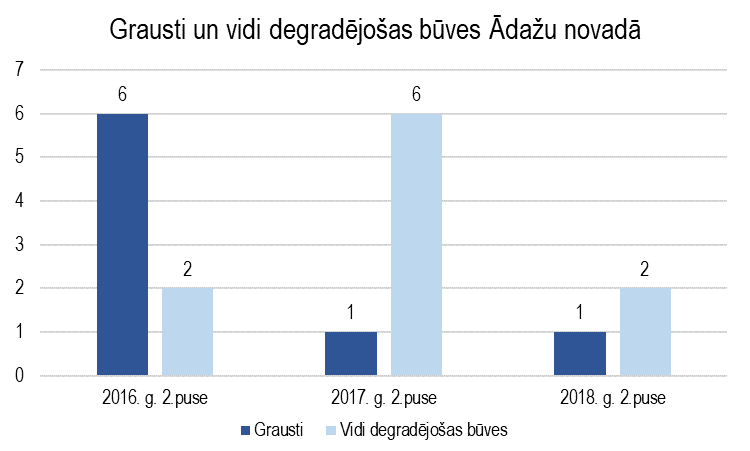 Grausti un vidi degradējošas būves Ādažu novadā
7
6
5
4
3
2
1
0
6
2
1
6
1
2
2016. g. 2.puse
2017. g. 2.puse
2018. g. 2.puse
Grausti
Vidi degradējošas būves